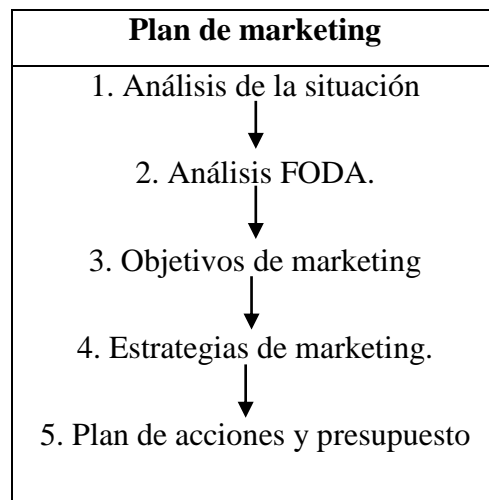 Plan de marketing
1. Análisis de la situación
2. Análisis FODA.
3. Objetivos de marketing
4. Estrategias de marketing.
5. Plan de acciones y presupuesto